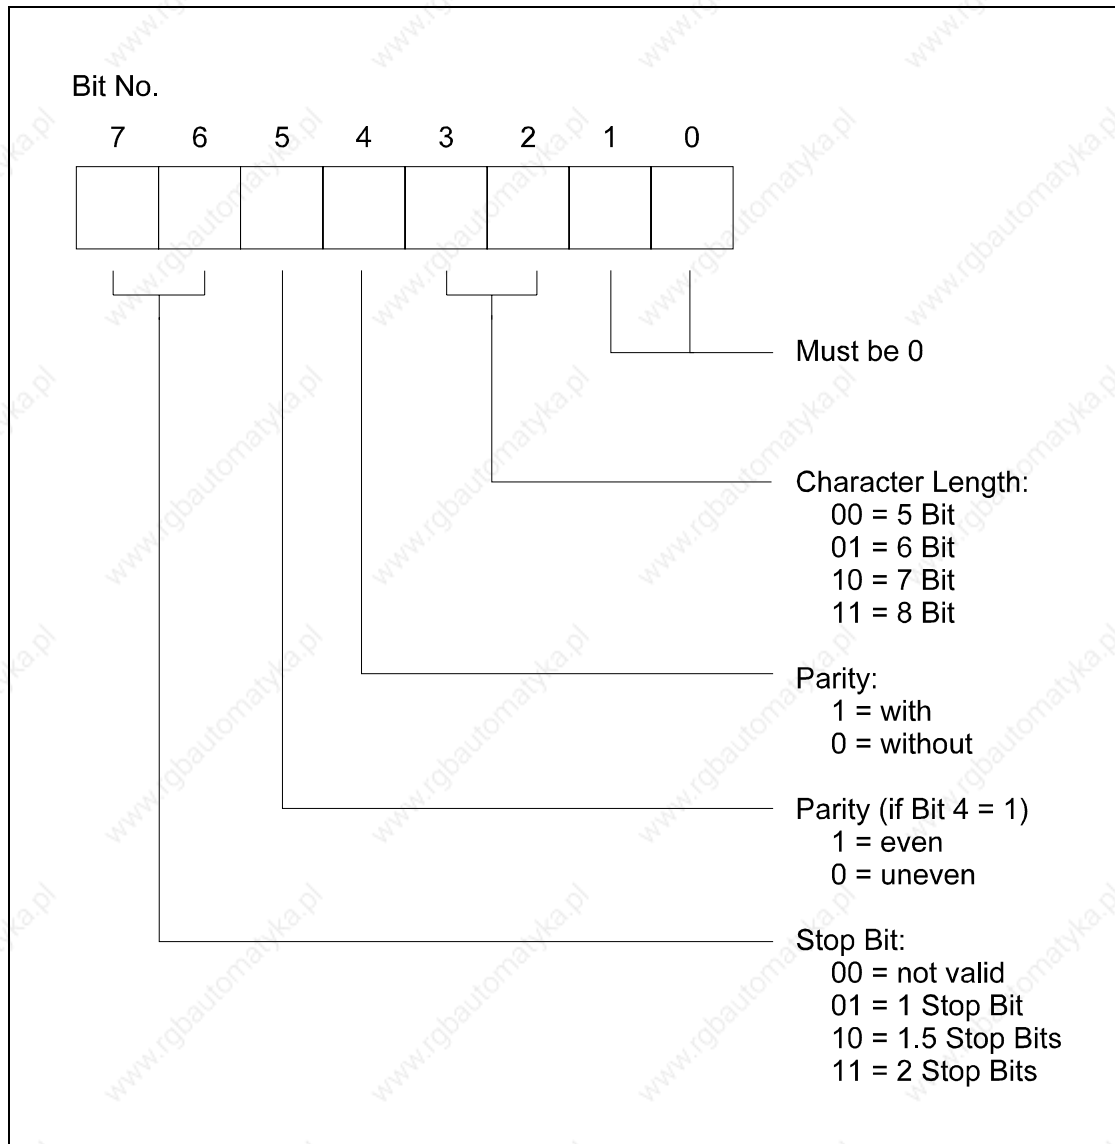 Bit No.
7 6 5 4 3 2 1 0
Must be 0
Character Length:
00 = 5 Bit
01 = 6 Bit
10 = 7 Bit
11 = 8 Bit
Parity:
1 = with
0 = without
Parity (if Bit 4 = 1)
1 = even
0 = uneven
Stop Bit:
00 = not valid
01 = 1 Stop Bit
10 = 1.5 Stop Bits
11 = 2 Stop Bits
www.rgbautomatyka.pl